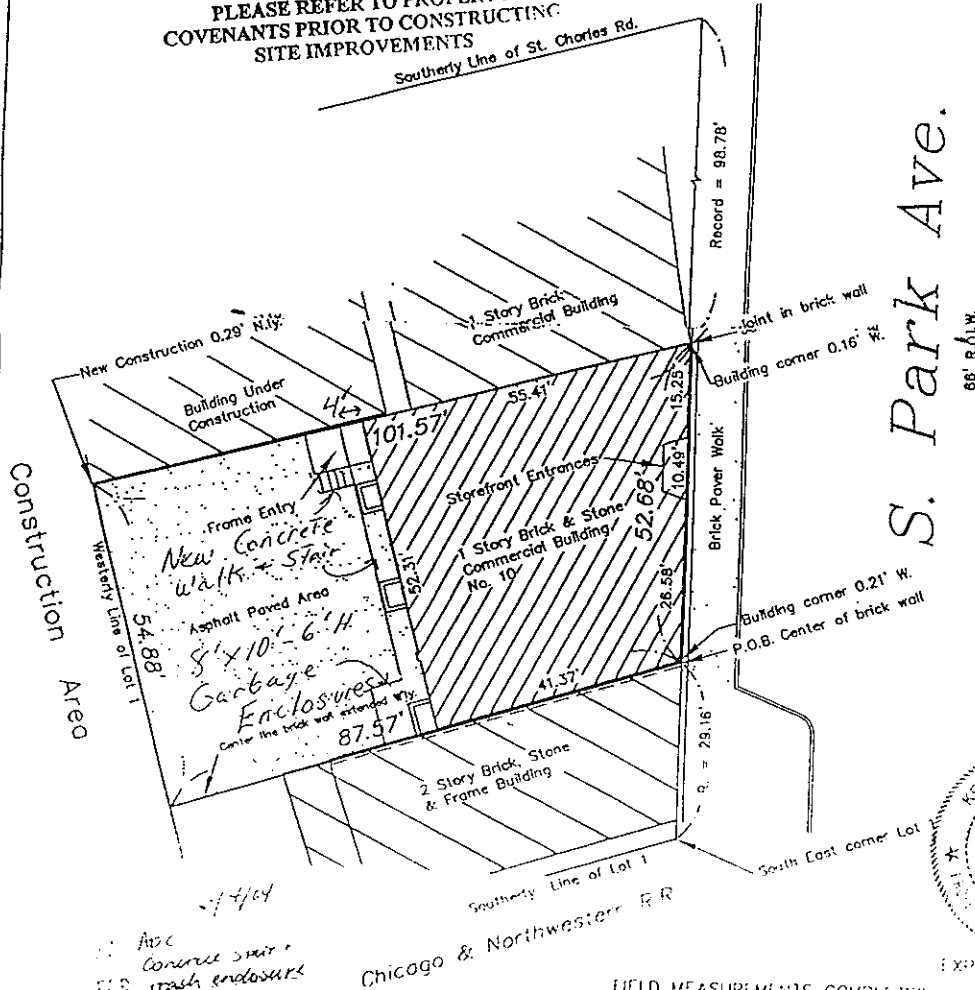 PLEASE REFER TO
COVENANTS PRIOR TO CONSTRUCTING
SITE IMPROVEMENTS
Southerly Line of St. Charles Rd.
Record = 98.78'
S. Park Ave.
66' R.O.W.
Joint in brick wall
Building corner 0.16' W.
1 Story Brick
Commercial Building
New Construction 0.29' N.ly.
Building Under
Construction
4'
101.57'
55.41'
15.25'
10.49'
Storefront Entrances
52.68'
Brick Paver Walk
1 Story Brick & Stone
Commercial Building
No. 10
26.58'
Frame Entry
New Concrete
Walk + Stair
52.31'
Asphalt Paved Area
8' x 10' - 6' H
Garbage
Enclosures
Center line brick wall extended Wly.
Construction Area
Westerly Line of Lot 1
54.88'
87.57'
41.37'
Building corner 0.21' W.
P.O.B. Center of brick wall
2 Story Brick, Stone
& Frame Building
= 29.16'
South East corner Lot 1
Southerly Line of Lot 1
Chicago & Northwestern R R
Concrete stair +
trash enclosure
FIELD MEASUREMENTS